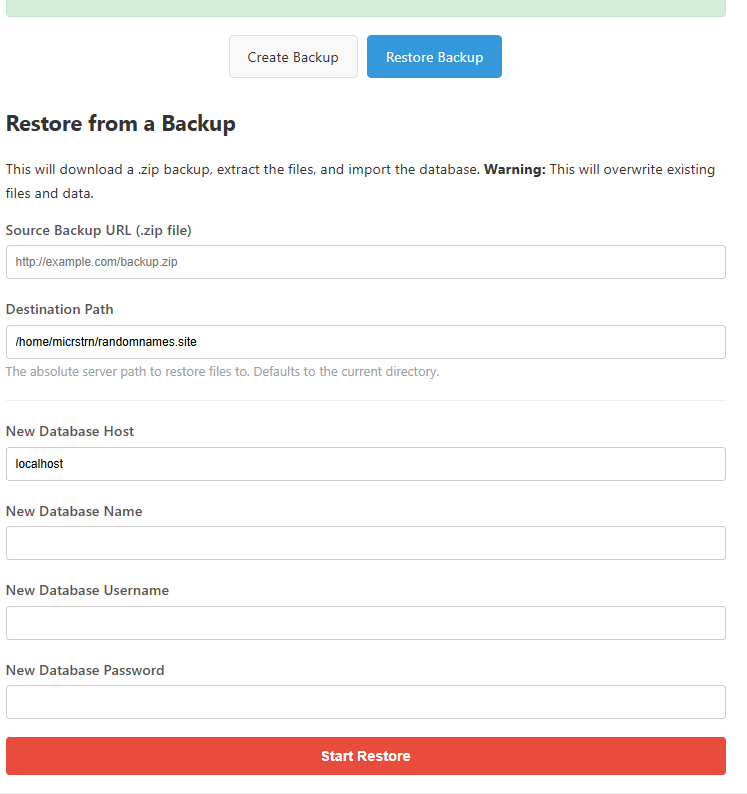 Create Backup
Restore Backup
Restore from a Backup
This will download a .zip backup, extract the files, and import the database. Warning: This will overwrite existing
files and data.
Source Backup URL (.zip file)
http://example.com/backup.zip
Destination Path
/home/micrstrn/randomnames.site
The absolute server path to restore files to. Defaults to the current directory.
New Database Host
localhost
New Database Name
New Database Username
New Database Password
Start Restore